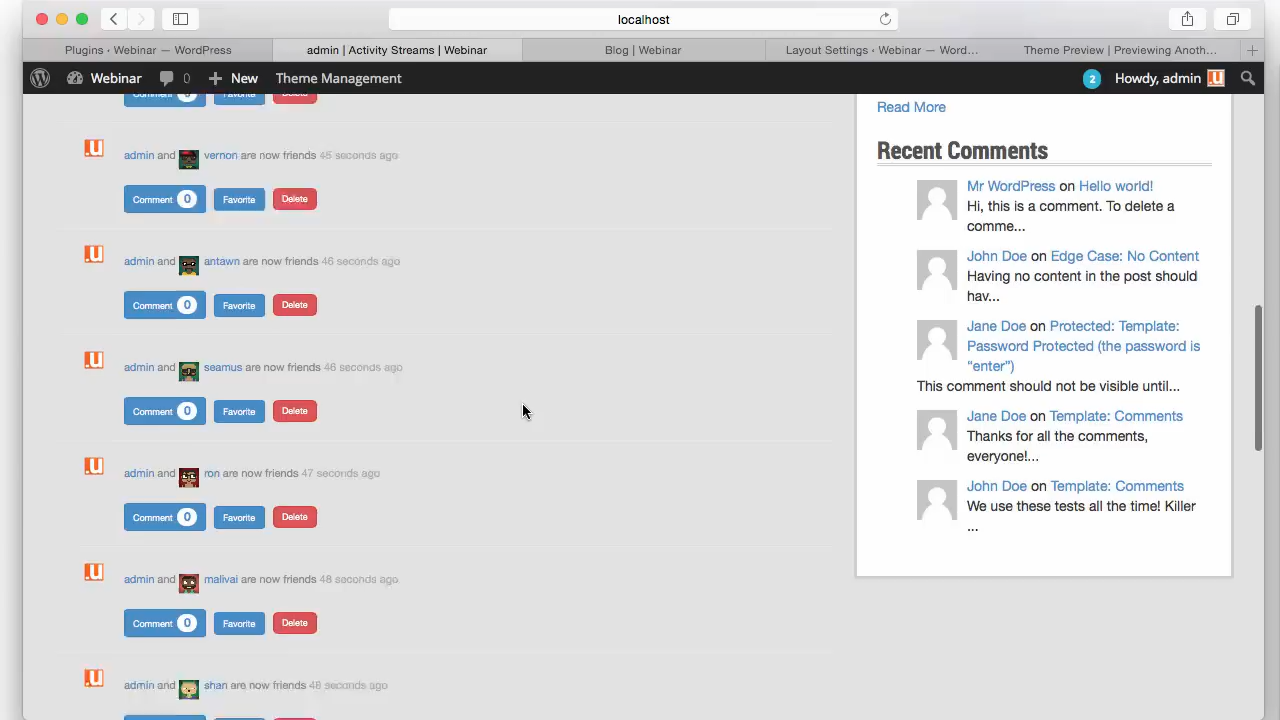 localhost
Plugins ‹ Webinar — WordPress
admin | Activity Streams | Webinar
Blog | Webinar
Layout Settings ‹ Webinar — Word...
Theme Preview | Previewing Anoth...
Webinar
0
New
Theme Management
2
Howdy, admin
Comment 0 Favorite Delete
admin and vernon are now friends 45 seconds ago
Comment 0 Favorite Delete
admin and antawn are now friends 46 seconds ago
Comment 0 Favorite Delete
admin and seamus are now friends 46 seconds ago
Comment 0 Favorite Delete
admin and ron are now friends 47 seconds ago
Comment 0 Favorite Delete
admin and malivai are now friends 48 seconds ago
Comment 0 Favorite Delete
admin and shan are now friends 48 seconds ago
Read More
Recent Comments
Mr WordPress on Hello world!
Hi, this is a comment. To delete a
comme...
John Doe on Edge Case: No Content
Having no content in the post should
hav...
Jane Doe on Protected: Template:
Password Protected (the password is
“enter”)
This comment should not be visible until...
Jane Doe on Template: Comments
Thanks for all the comments,
everyone!...
John Doe on Template: Comments
We use these tests all the time! Killer
...